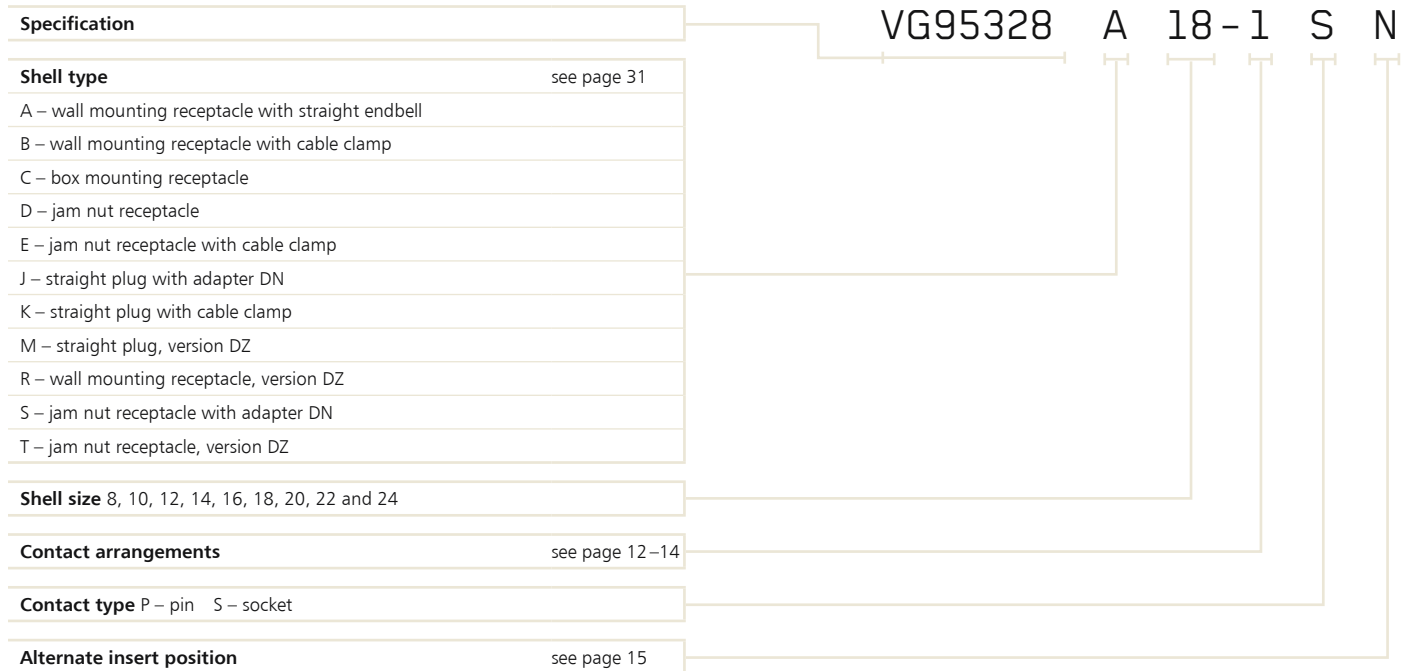 Specification VG95328 A 18-1 S N
Shell type see page 31
A – wall mounting receptacle with straight endbell
B – wall mounting receptacle with cable clamp
C – box mounting receptacle
D – jam nut receptacle
E – jam nut receptacle with cable clamp
J – straight plug with adapter DN
K – straight plug with cable clamp
M – straight plug, version DZ
R – wall mounting receptacle, version DZ
S – jam nut receptacle with adapter DN
T – jam nut receptacle, version DZ
Shell size 8, 10, 12, 14, 16, 18, 20, 22 and 24
Contact arrangements see page 12–14
Contact type P – pin S – socket
Alternate insert position see page 15